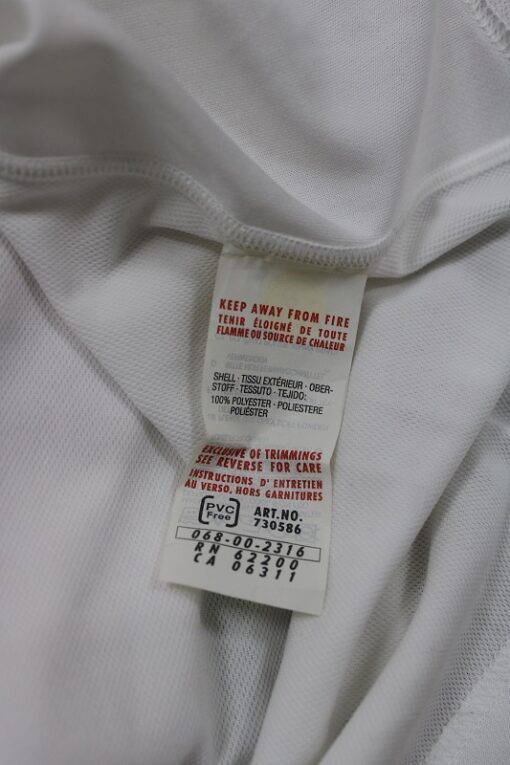 KEEP AWAY FROM FIRE
TENIR ÉLOIGNÉ DE TOUTE
FLAMME OU SOURCE DE CHALEUR
SHELL · TISSU EXTÉRIEUR · OBER-
STOFF · TESSUTO · TEJIDO:
100% POLYESTER · POLIESTERE
POLIÉSTER
EXCLUSIVE OF TRIMMINGS
SEE REVERSE FOR CARE
INSTRUCTIONS D' ENTRETIEN
AU VERSO, HORS GARNITURES
PVC Free
ART.NO.
730586
068-00-2316
RN 62200
CA 06311